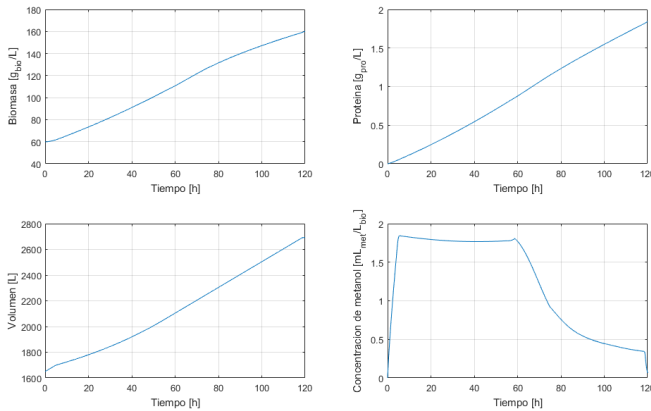 180
160
140
120
100
80
60
40
0 20 40 60 80 100 120
Tiempo [h]
Biomasa [g_bio/L]
2
1.5
1
0.5
0
0 20 40 60 80 100 120
Tiempo [h]
Proteina [g_pro/L]
2800
2600
2400
2200
2000
1800
1600
0 20 40 60 80 100 120
Tiempo [h]
Volumen [L]
2
1.5
1
0.5
0
0 20 40 60 80 100 120
Tiempo [h]
Concentracion de metanol [mL_met/L_bio]